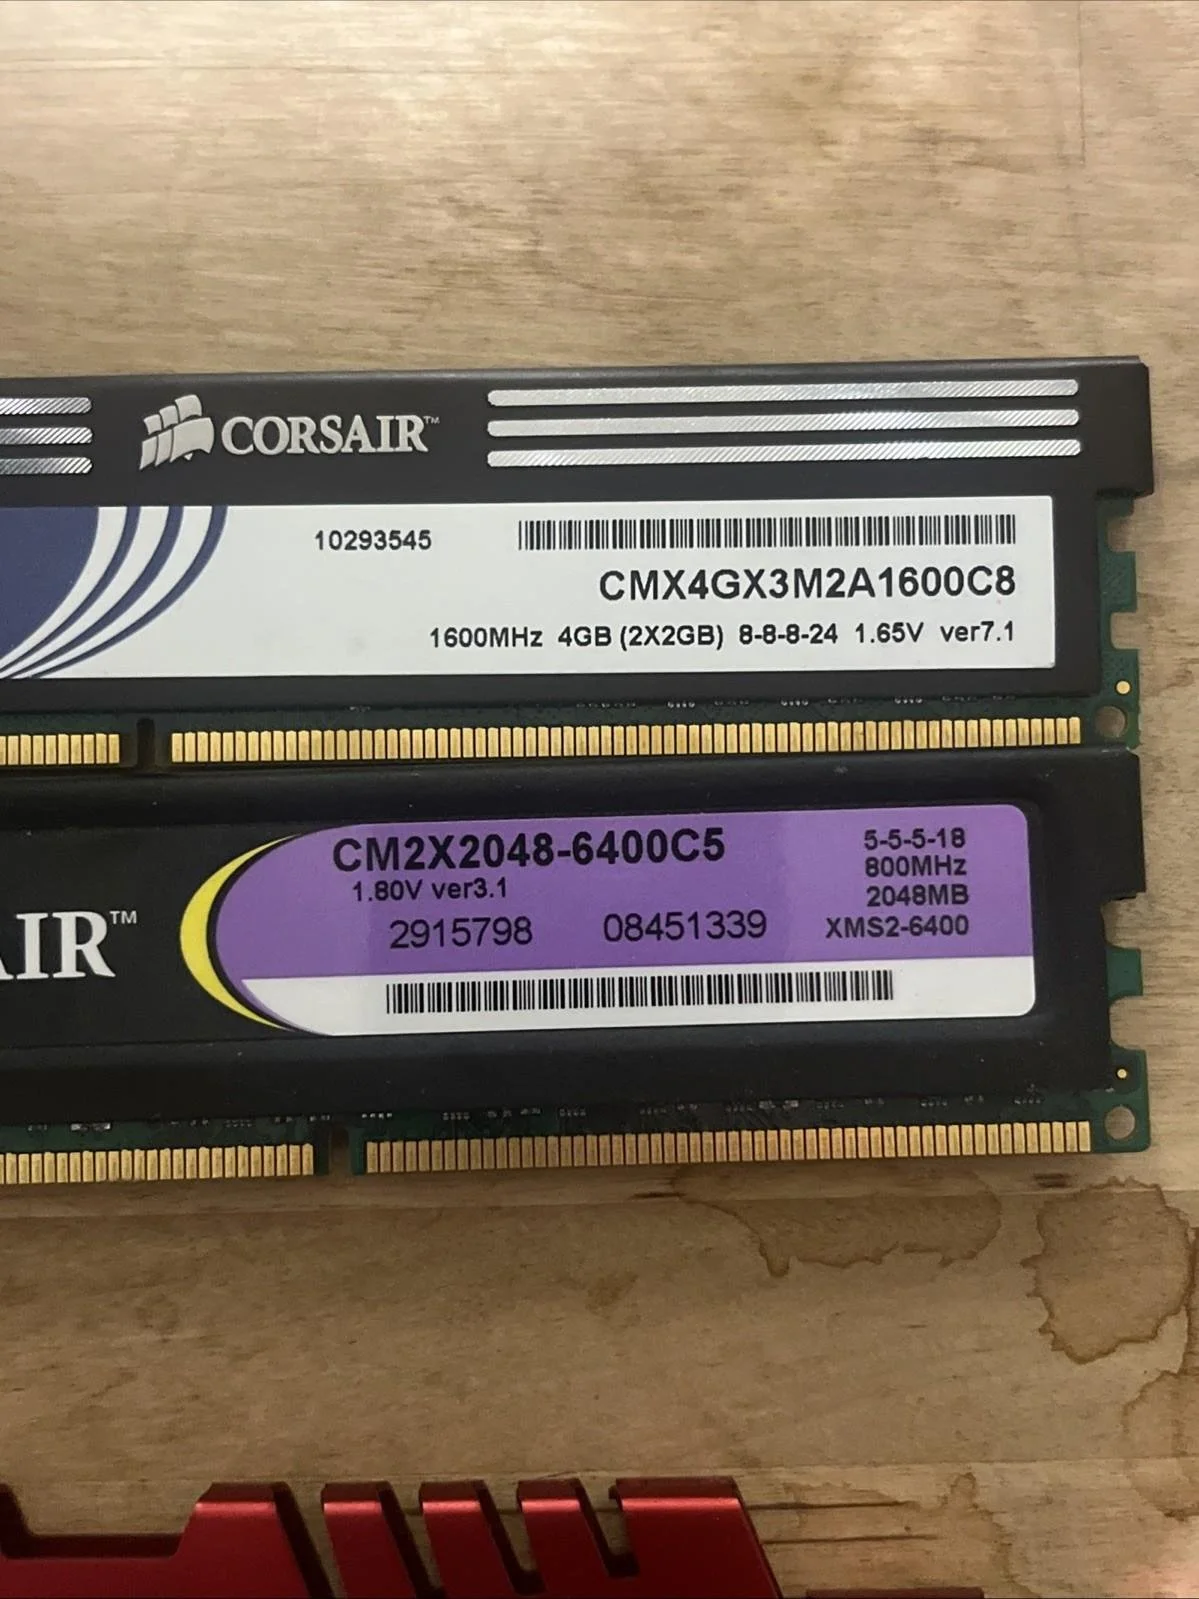 CORSAIR™
10293545
CMX4GX3M2A1600C8
1600MHz 4GB (2X2GB) 8-8-8-24 1.65V ver7.1
AIR™
CM2X2048-6400C5
1.80V ver3.1
2915798 08451339
5-5-5-18
800MHz
2048MB
XMS2-6400